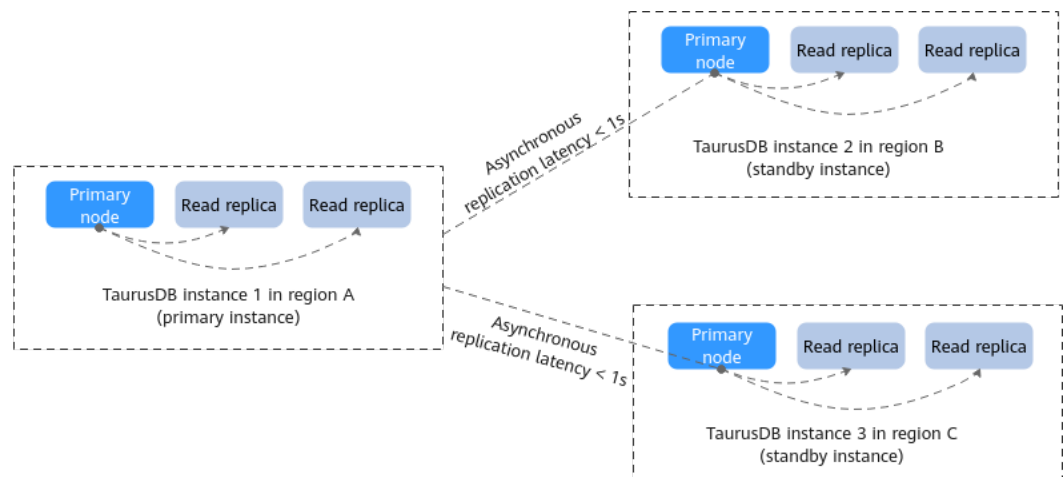 Primary
node
Read replica
Read replica
TaurusDB instance 2 in region B
(standby instance)
Asynchronous
replication latency < 1s
Primary
node
Read replica
Read replica
TaurusDB instance 1 in region A
(primary instance)
Asynchronous
replication latency < 1s
Primary
node
Read replica
Read replica
TaurusDB instance 3 in region C
(standby instance)